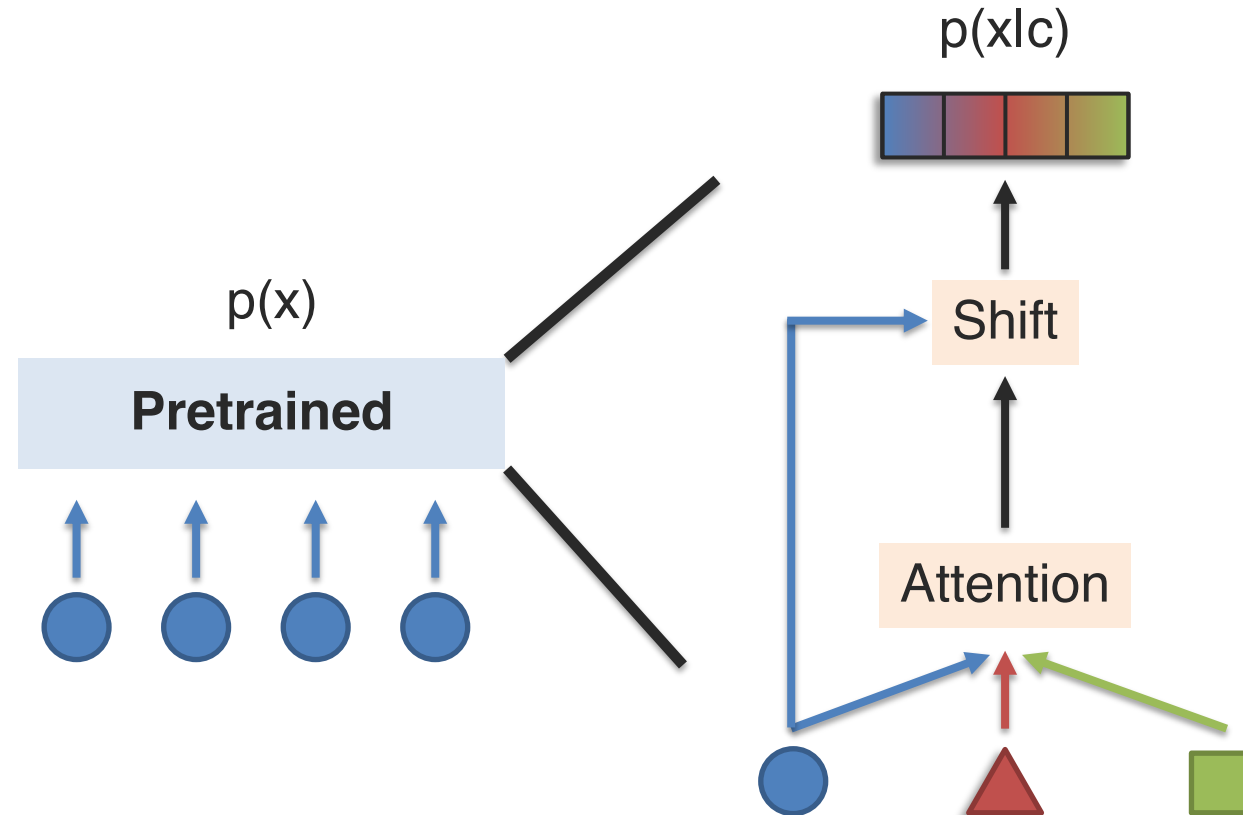 p(x|c)
p(x)
Shift
Pretrained
Attention